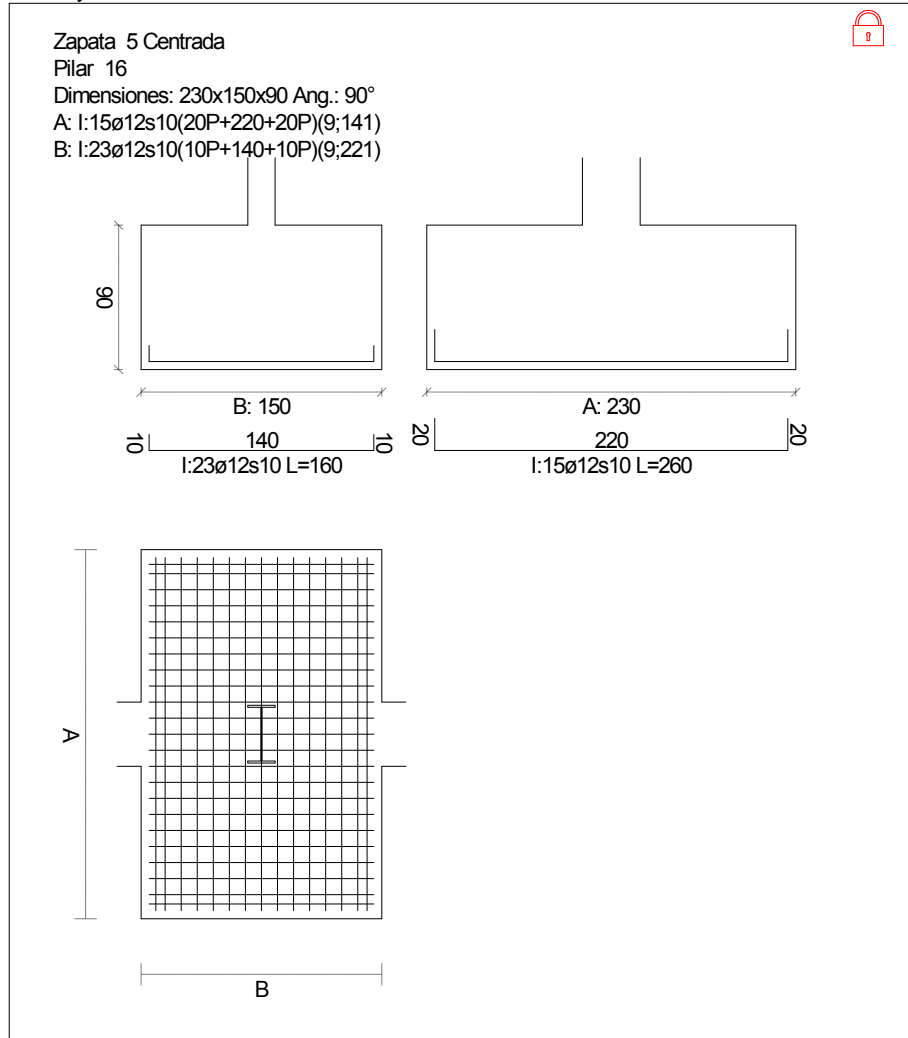 Zapata 5 Centrada
Pilar 16
Dimensiones: 230x150x90 Ang.: 90°
A: I:15ø12s10(20P+220+20P)(9;141)
B: I:23ø12s10(10P+140+10P)(9;221)
90
B: 150
A: 230
10 140 10
20 220 20
I:23ø12s10 L=160
I:15ø12s10 L=260
A
B